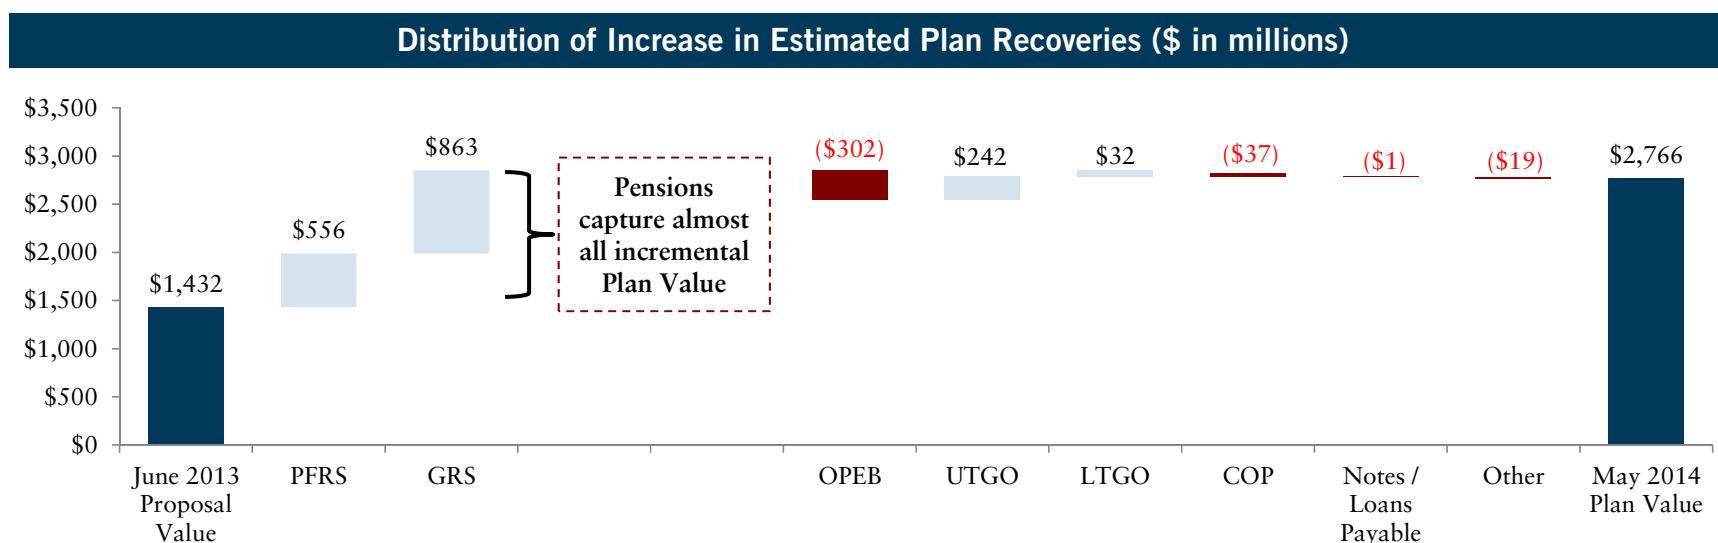 Distribution of Increase in Estimated Plan Recoveries ($ in millions)
$3,500
$3,000
$2,500
$2,000
$1,500
$1,000
$500
$0
$1,432
$556
$863
Pensions
capture almost
all incremental
Plan Value
($302)
$242
$32
($37)
($1)
($19)
$2,766
June 2013
Proposal
Value
PFRS
GRS
OPEB
UTGO
LTGO
COP
Notes /
Loans
Payable
Other
May 2014
Plan Value